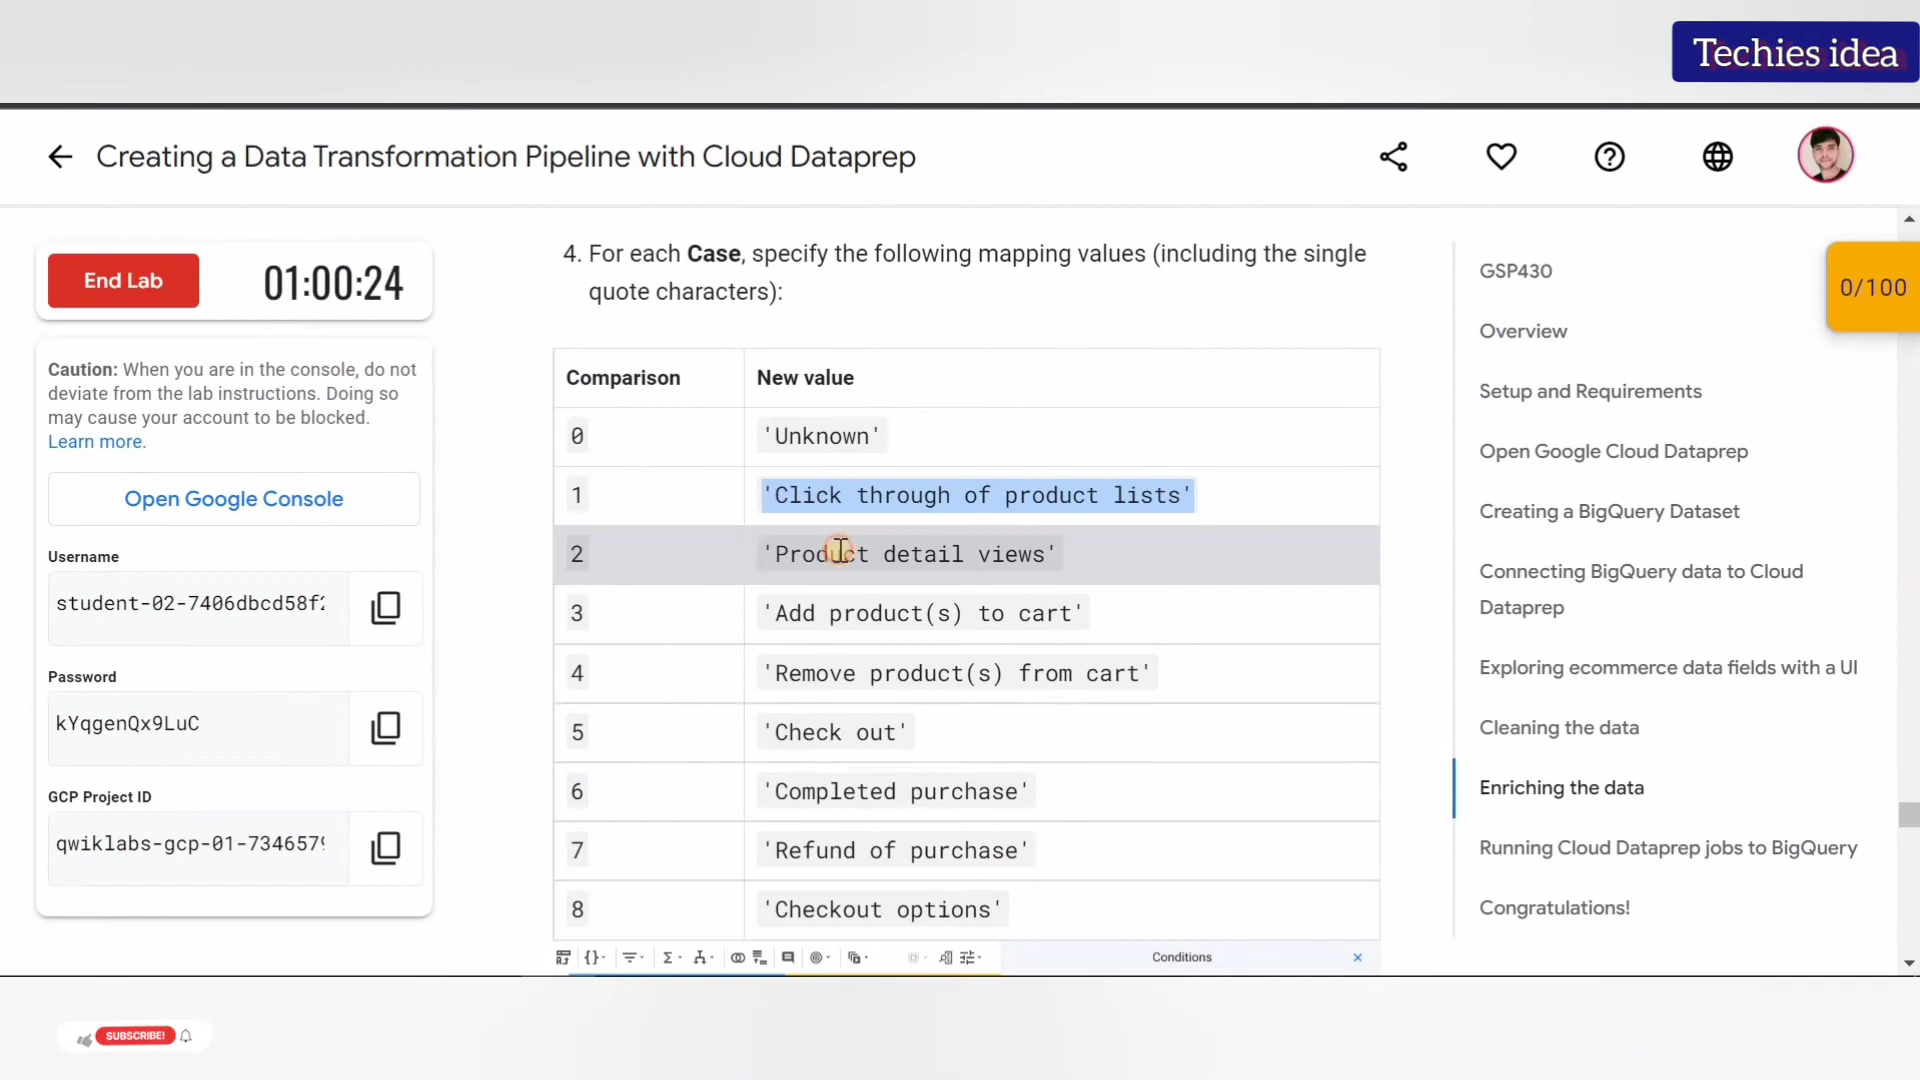 Techies idea
Creating a Data Transformation Pipeline with Cloud Dataprep
End Lab
01:00:24
Caution: When you are in the console, do not
deviate from the lab instructions. Doing so
may cause your account to be blocked.
Learn more.
Open Google Console
Username
student-02-7406dbcd58f
Password
kYqgenQx9LuC
GCP Project ID
qwiklabs-gcp-01-7346579
4. For each Case, specify the following mapping values (including the single
quote characters):
Comparison New value
0 'Unknown'
1 'Click through of product lists'
2 'Product detail views'
3 'Add product(s) to cart'
4 'Remove product(s) from cart'
5 'Check out'
6 'Completed purchase'
7 'Refund of purchase'
8 'Checkout options'
Conditions
GSP430
Overview
Setup and Requirements
Open Google Cloud Dataprep
Creating a BigQuery Dataset
Connecting BigQuery data to Cloud
Dataprep
Exploring ecommerce data fields with a UI
Cleaning the data
Enriching the data
Running Cloud Dataprep jobs to BigQuery
Congratulations!
0/100
SUBSCRIBE!